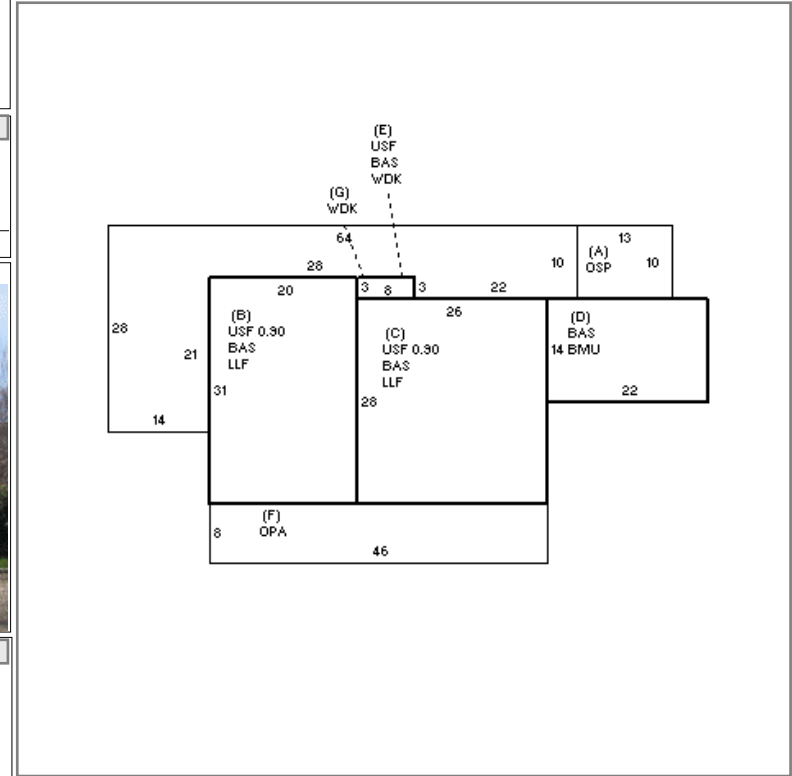 (E)
USF
BAS
WDK
(G)
WDK
64
13
(A)
OSP
10
10
28
20
3
8
3
22
26
(B)
USF 0.90
BAS
LLF
(C)
USF 0.90
BAS
LLF
(D)
BAS
14 BMU
28
21
31
28
22
14
(F)
OPA
8
46